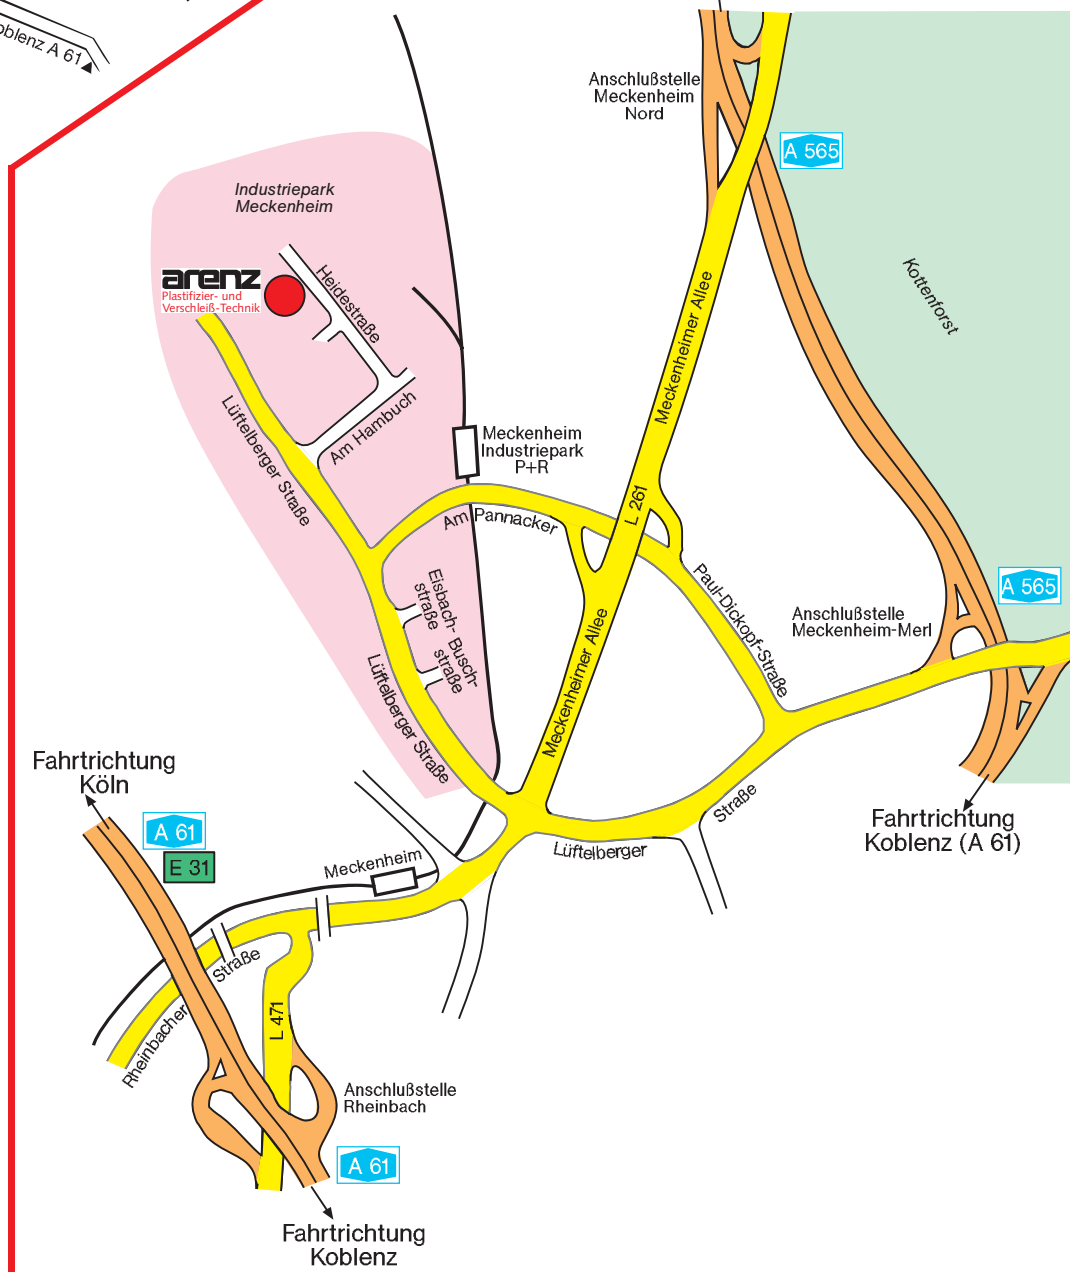 Koblenz A 61
Anschlußstelle
Meckenheim
Nord
A 565
Industriepark
Meckenheim
arenz
Plastifizier- und
Verschleiß-Technik
Heidestraße
Kottenforst
Meckenheimer Allee
Lüftelberger Straße
Am Hambuch
Meckenheim
Industriepark
P+R
L 261
Am Pannacker
Eisbach-
straße
Busch-
straße
Paul-Dickopf-Straße
A 565
Anschlußstelle
Meckenheim-Merl
Meckenheimer Allee
Lüftelberger Straße
Fahrtrichtung
Köln
A 61
E 31
Fahrtrichtung
Koblenz (A 61)
Lüftelberger
Straße
Meckenheim
Rheinbacher
Straße
L 471
Anschlußstelle
Rheinbach
A 61
Fahrtrichtung
Koblenz